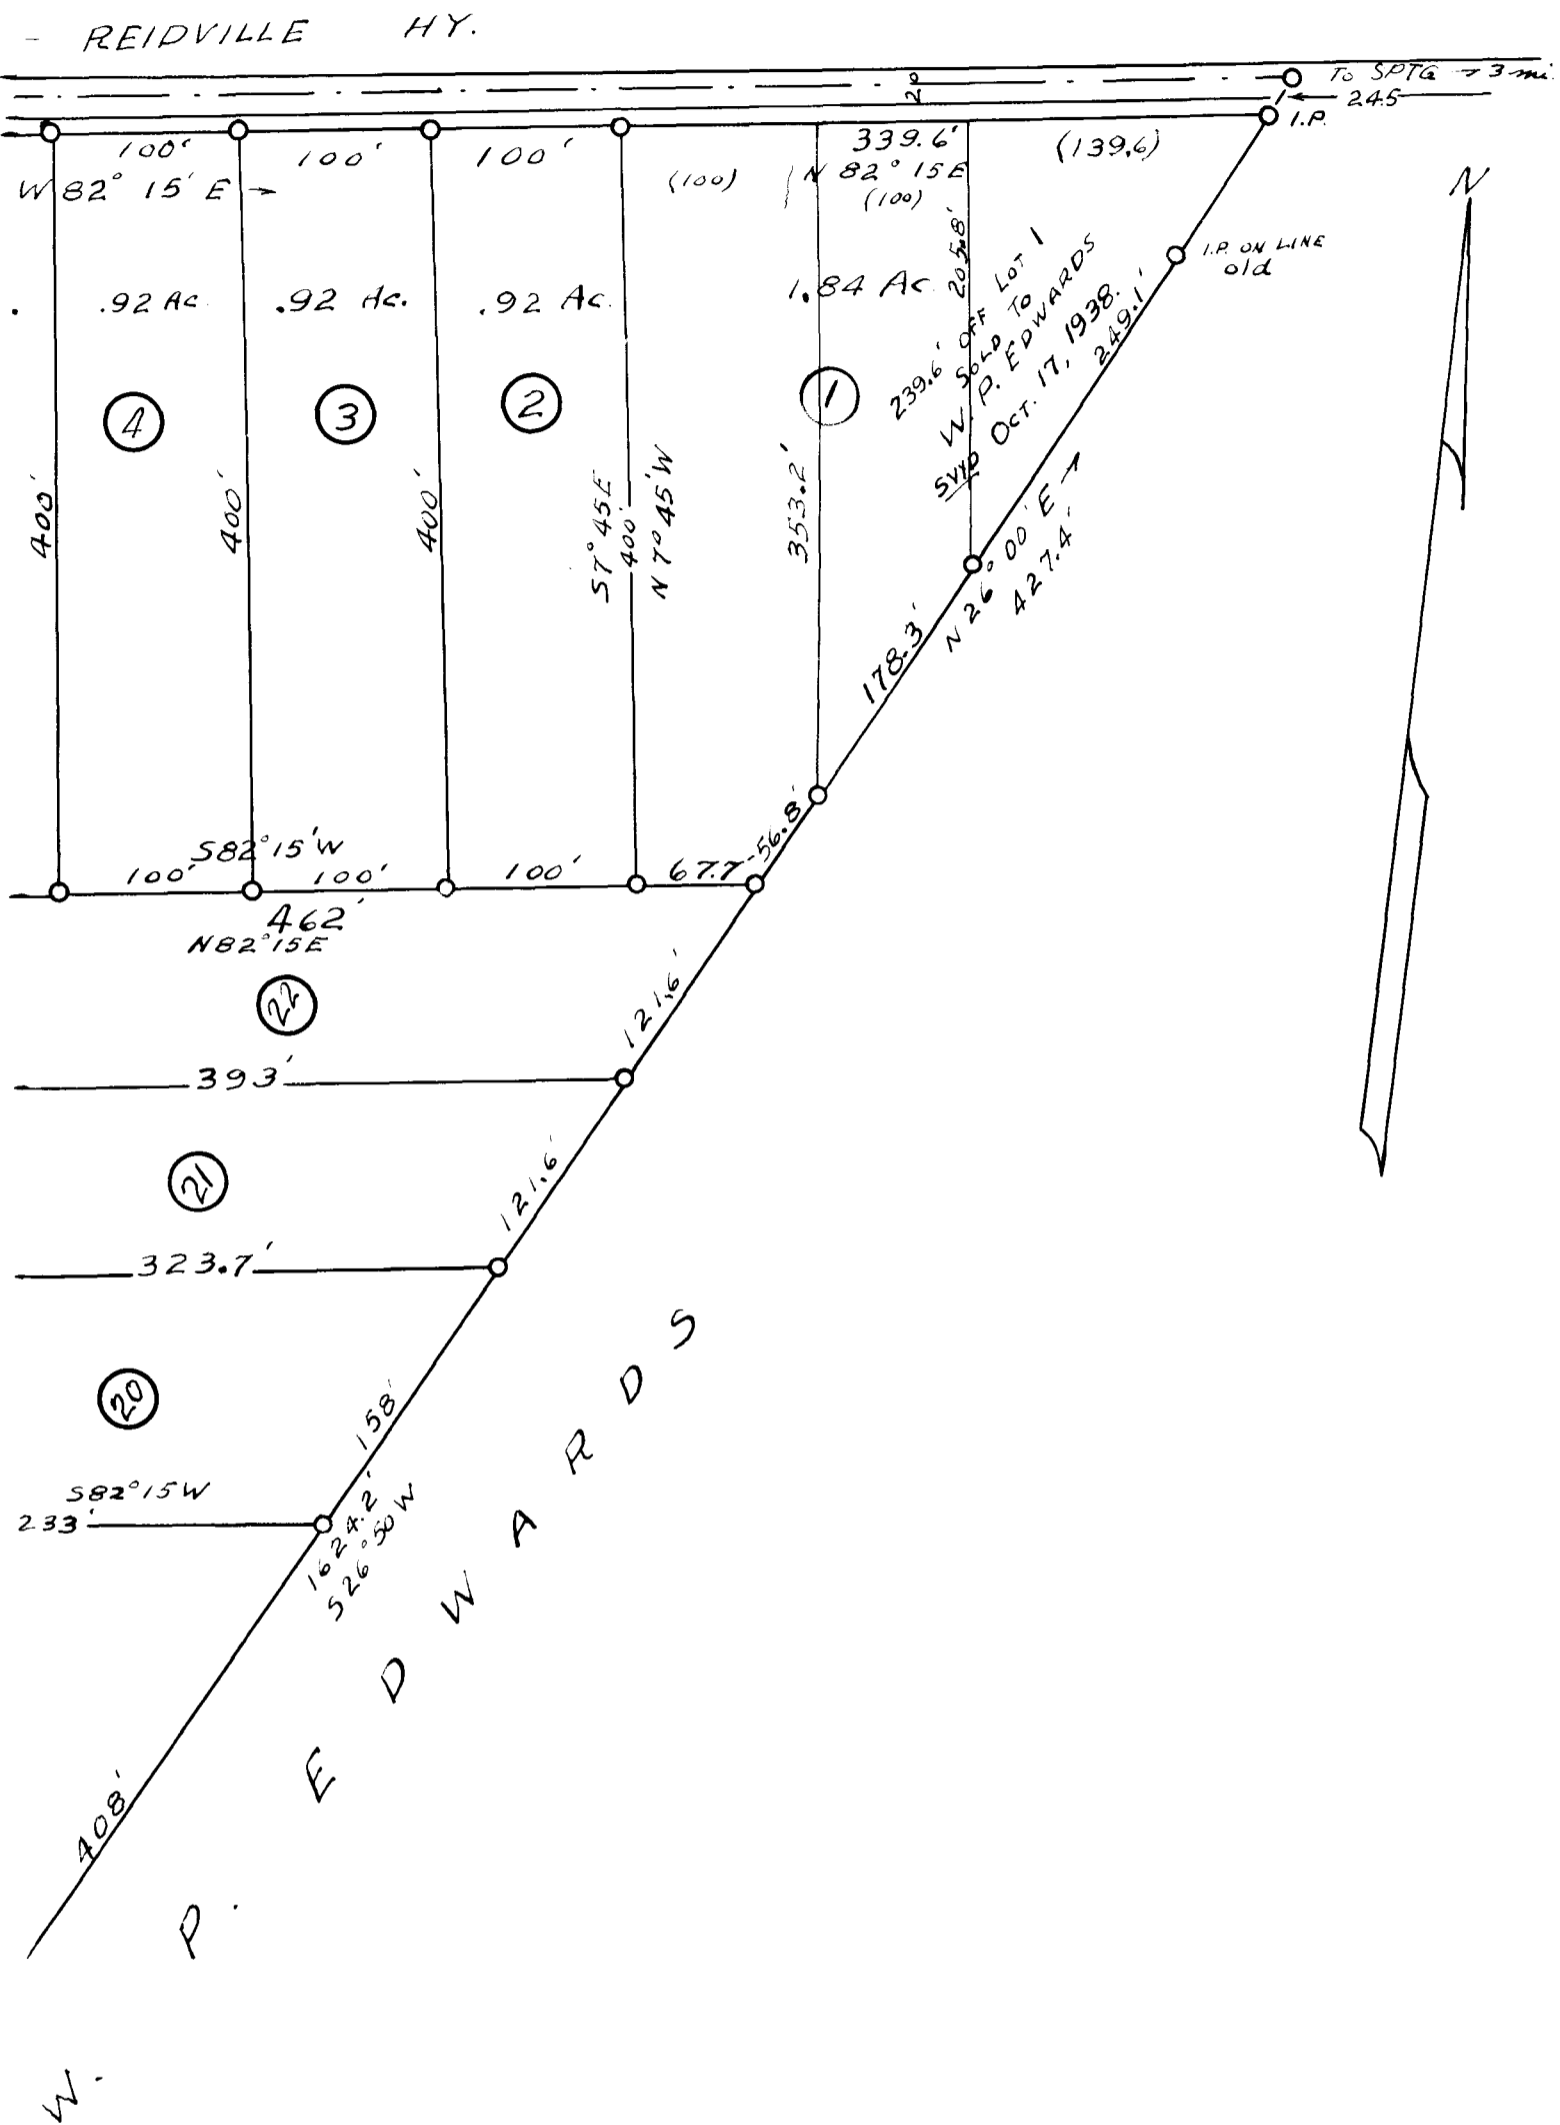 - REIDVILLE HY.
To SPTG → 3 mi.
← 245
I.P.
2°
100'
100'
100'
339.6'
(139.6)
W 82° 15' E →
(100)
N 82° 15 E
(100)
N
I.P. ON LINE
old
.92 Ac.
.92 Ac.
.92 Ac.
1.84 Ac.
205.8'
239.6' OFF LOT 1
SOLD TO
W. P. EDWARDS
SVYD OCT. 17, 1938.
249.1'
4
3
2
1
400'
400'
400'
S7° 45 E
400'
N 7° 45' W
353.2'
N 26° 00' E →
427.4'
178.3'
S82° 15' W
100'
100'
100'
67.7
56.8'
462'
N82° 15 E
22
121.6'
393'
21
121.6'
323.7'
20
158'
S82° 15 W
233'
1624.2'
S 26° 50 W
408'
W. P. EDWARDS